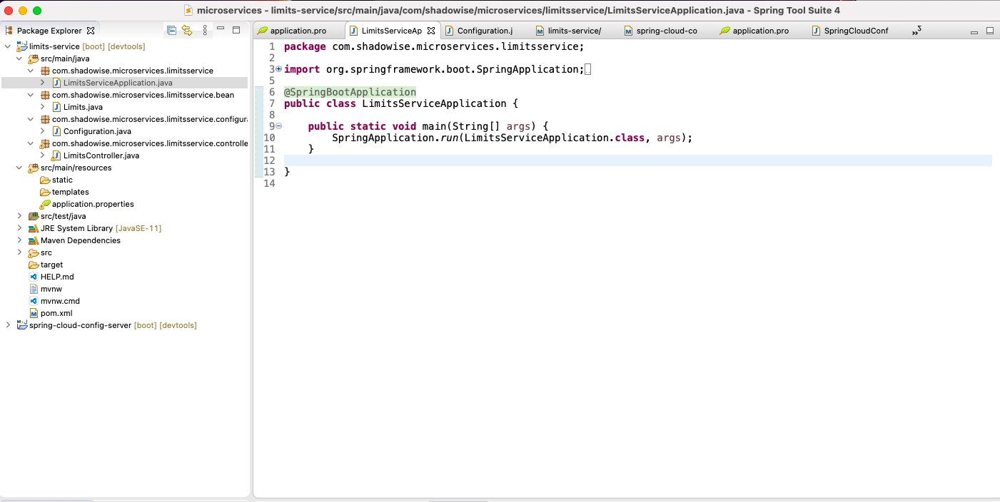 microservices - limits-service/src/main/java/com/shadowise/microservices/limitsservice/LimitsServiceApplication.java - Spring Tool Suite 4
Package Explorer
limits-service [boot] [devtools]
src/main/java
com.shadowise.microservices.limitsservice
LimitsServiceApplication.java
com.shadowise.microservices.limitsservice.bean
Limits.java
com.shadowise.microservices.limitsservice.configura
Configuration.java
com.shadowise.microservices.limitsservice.controlle
LimitsController.java
src/main/resources
static
templates
application.properties
src/test/java
JRE System Library [JavaSE-11]
Maven Dependencies
src
target
HELP.md
mvnw
mvnw.cmd
pom.xml
spring-cloud-config-server [boot] [devtools]
application.pro LimitsServiceAp Configuration.j limits-service/ spring-cloud-co application.pro SpringCloudConf »2
1 package com.shadowise.microservices.limitsservice;
2
3 import org.springframework.boot.SpringApplication;
5
6 @SpringBootApplication
7 public class LimitsServiceApplication {
8
9 public static void main(String[] args) {
10 SpringApplication.run(LimitsServiceApplication.class, args);
11 }
12
13 }
14